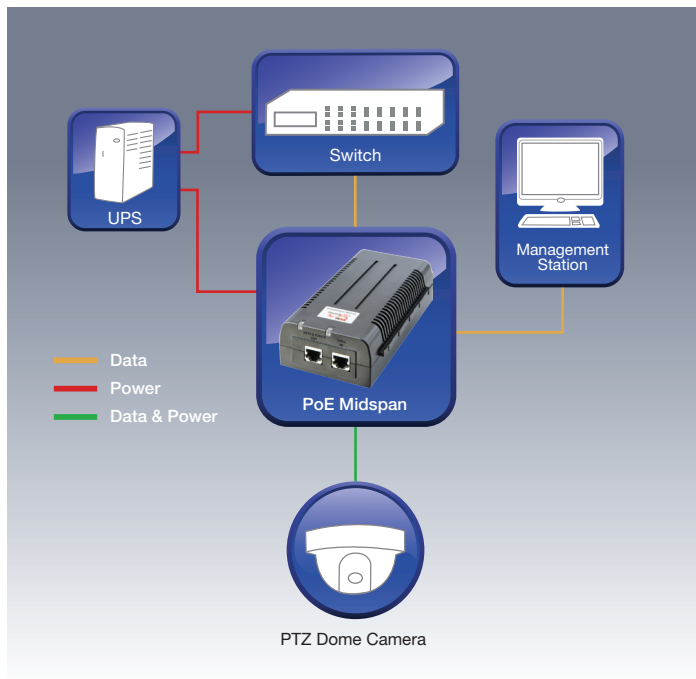 Switch
UPS
Management
Station
PoE Midspan
Data
Power
Data & Power
PTZ Dome Camera